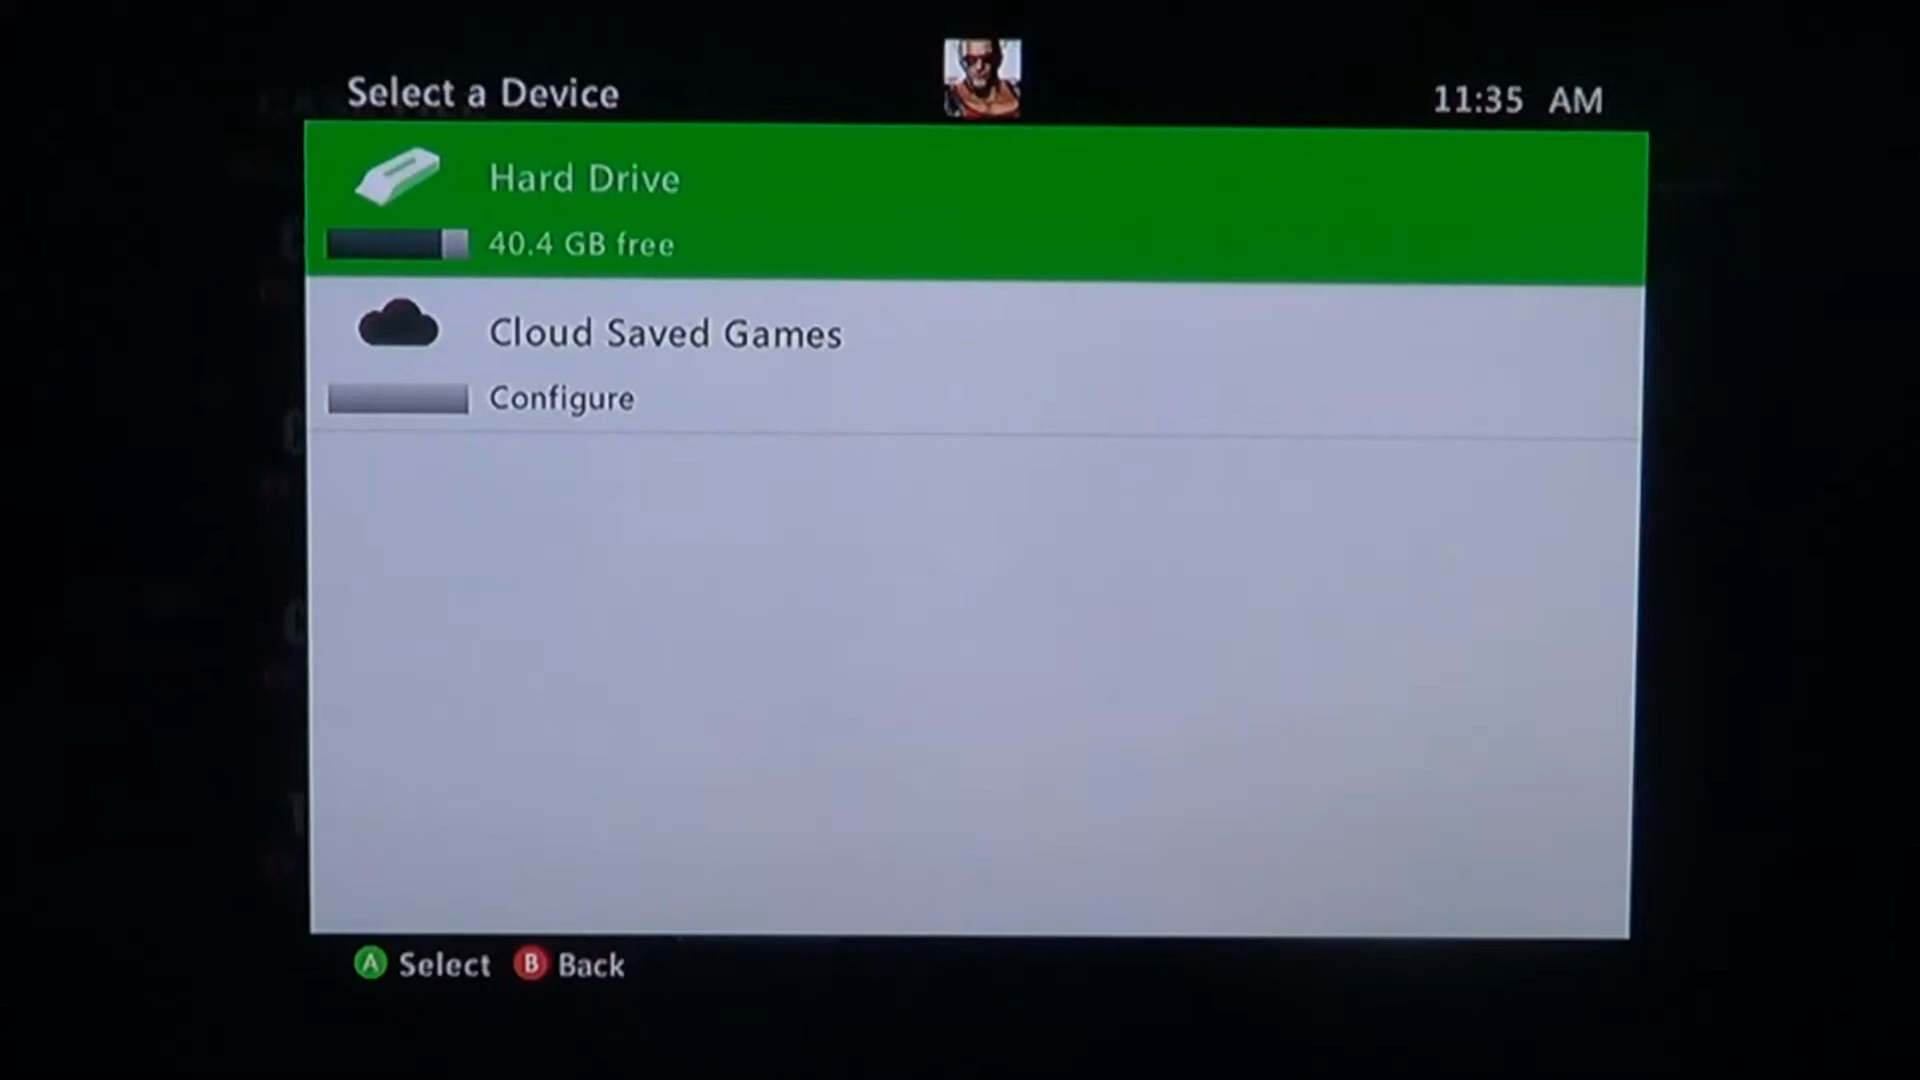 Select a Device
11:35 AM
Hard Drive
40.4 GB free
Cloud Saved Games
Configure
A Select B Back